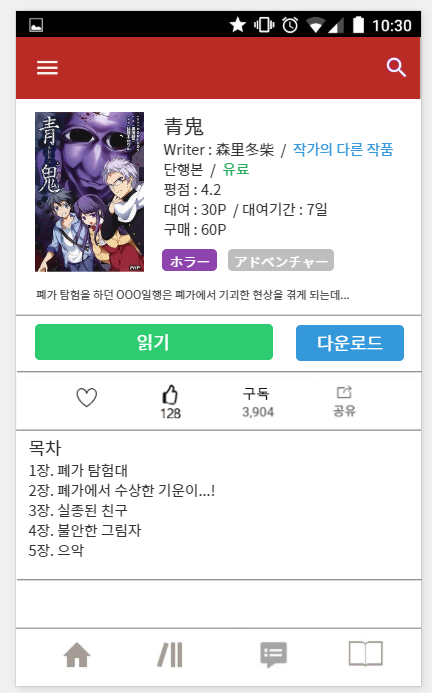 10:30
青鬼
青鬼
PHP
Writer : 森里冬柴 / 작가의 다른 작품
단행본 / 유료
평점 : 4.2
대여 : 30P / 대여기간 : 7일
구매 : 60P
ホラー アドベンチャー
폐가 탐험을 하던 OOO일행은 폐가에서 기괴한 현상을 겪게 되는데...
읽기 다운로드
128
구독
3,904
공유
목차
1장. 폐가 탐험대
2장. 폐가에서 수상한 기운이...!
3장. 실종된 친구
4장. 불안한 그림자
5장. 으악